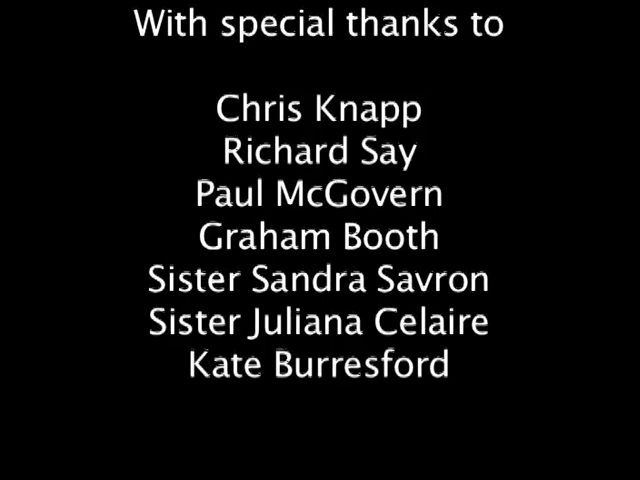 With special thanks to
Chris Knapp
Richard Say
Paul McGovern
Graham Booth
Sister Sandra Savron
Sister Juliana Celaire
Kate Burresford